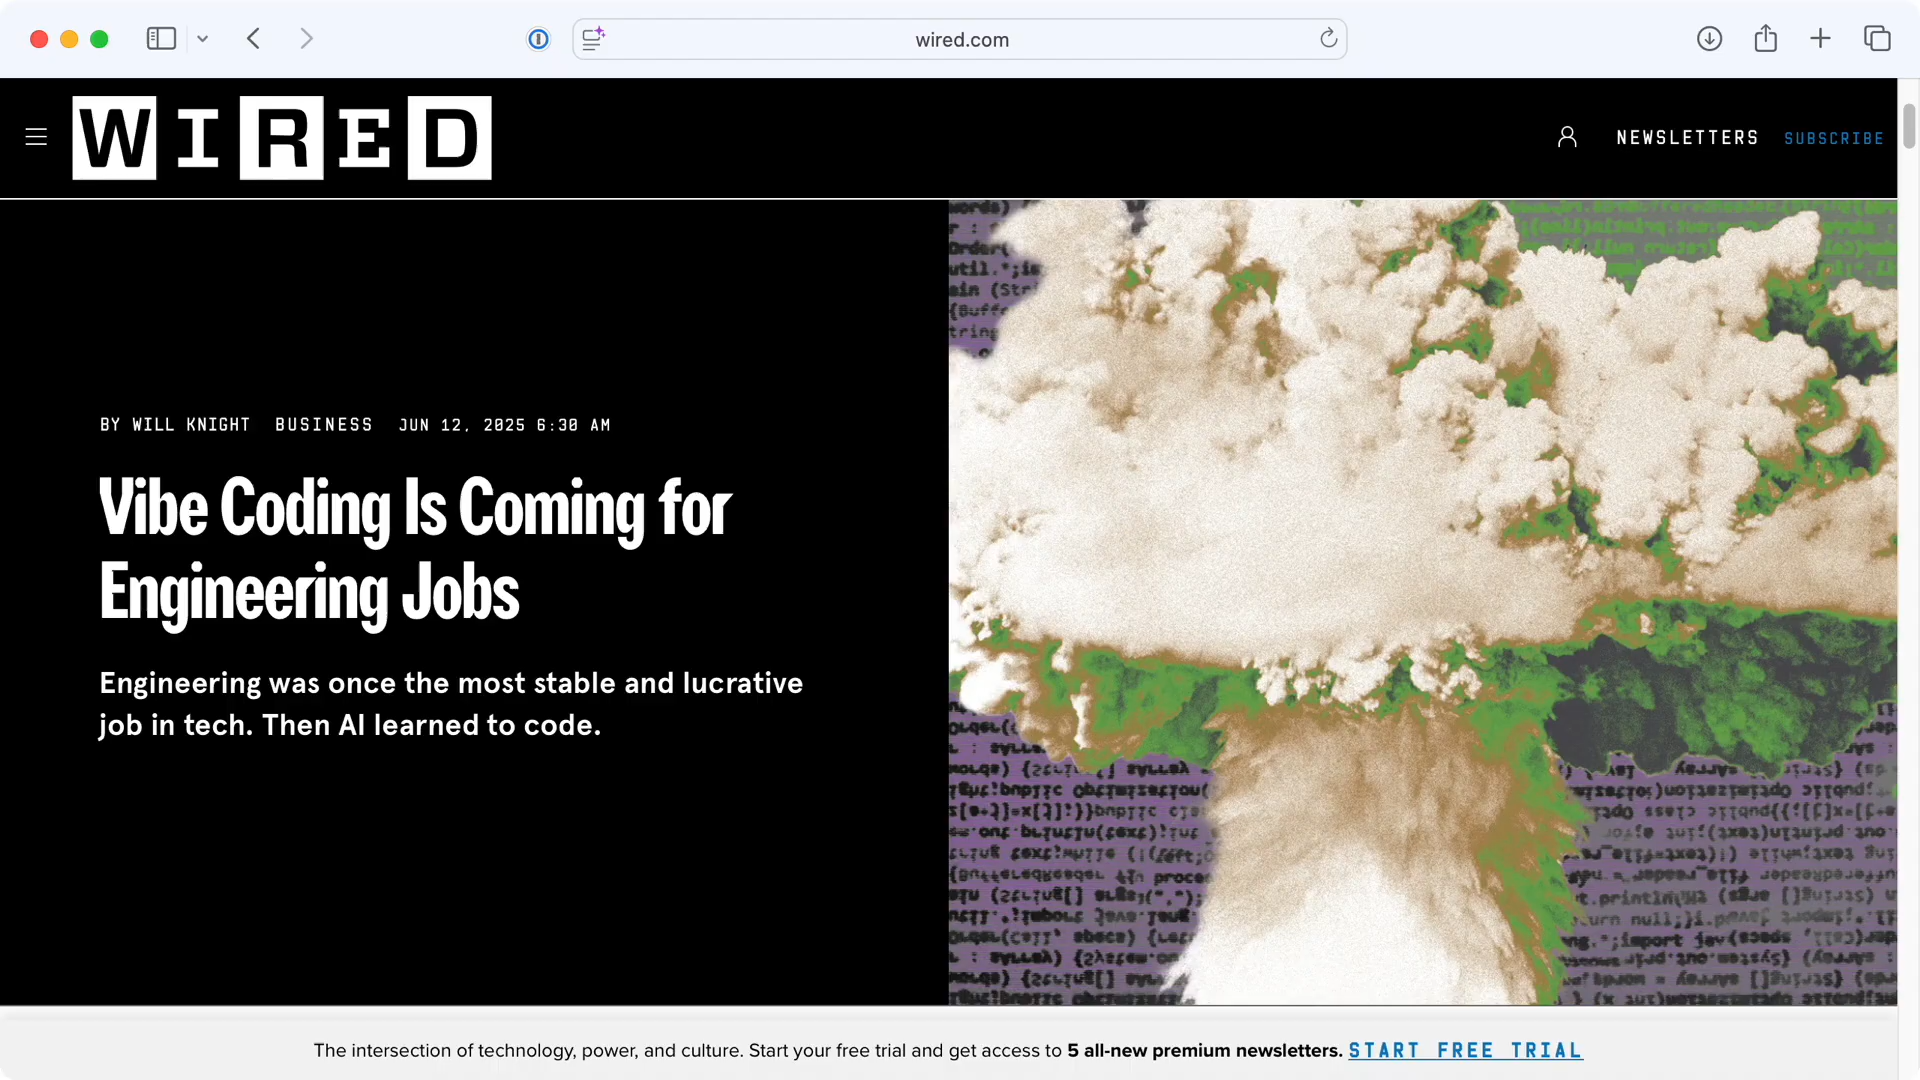 wired.com
WIRED
NEWSLETTERS
SUBSCRIBE
BY WILL KNIGHT BUSINESS JUN 12, 2025 6:30 AM
Vibe Coding Is Coming for
Engineering Jobs
Engineering was once the most stable and lucrative
job in tech. Then AI learned to code.
The intersection of technology, power, and culture. Start your free trial and get access to 5 all-new premium newsletters. START FREE TRIAL